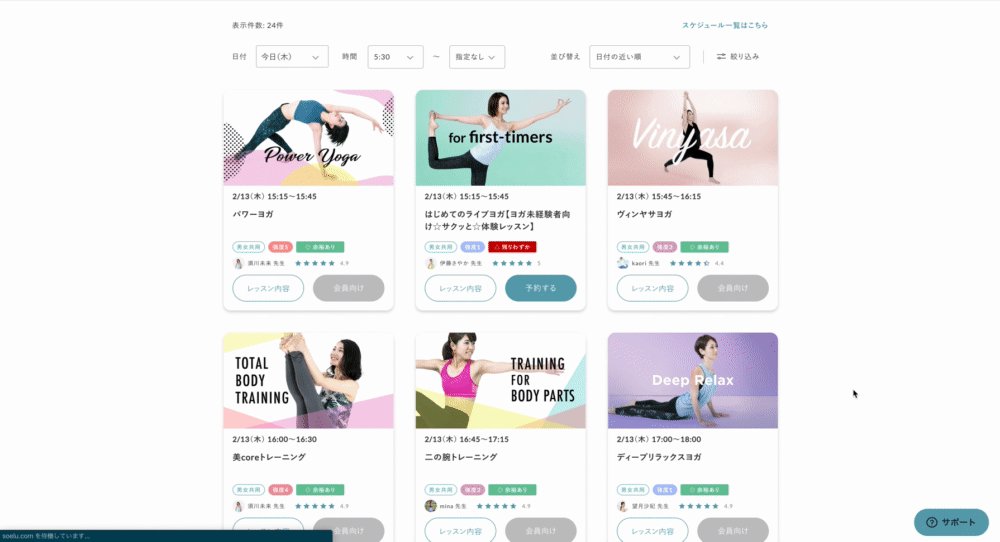 表示件数: 24件
スケジュール一覧はこちら
日付 今日(木) 時間 5:30 〜 指定なし 並び替え 日付の近い順 絞り込み
Power Yoga
for first-timers
Vinyasa
2/13(木) 15:15〜15:45
パワーヨガ
男女共用 強度5 ◇ 余裕あり
須川未来 先生 ★★★★★ 4.9
レッスン内容 会員向け
2/13(木) 15:15〜15:45
はじめてのライブヨガ【ヨガ未経験者向
け☆サクッと☆体験レッスン】
男女共用 強度1 △ 残りわずか
伊藤さやか 先生 ★★★★★ 5
レッスン内容 予約する
2/13(木) 15:45〜16:15
ヴィンヤサヨガ
男女共用 強度2 ◇ 余裕あり
kaori 先生 4.4
レッスン内容 会員向け
TOTAL
BODY
TRAINING
TRAINING
FOR
BODY PARTS
Deep Relax
2/13(木) 16:00〜16:30
美coreトレーニング
男女共用 強度4 ◇ 余裕あり
須川未来 先生 ★★★★★ 4.9
レッスン内容 会員向け
2/13(木) 16:45〜17:15
二の腕トレーニング
男女共用 強度2 ◇ 余裕あり
mina 先生 ★★★★★ 4.9
レッスン内容 会員向け
2/13(木) 17:00〜18:00
ディープリラックスヨガ
男女共用 強度1 ◇ 余裕あり
望月沙妃 先生 ★★★★★ 4.9
レッスン内容 会員向け
サポート
soelu.com を待機しています...